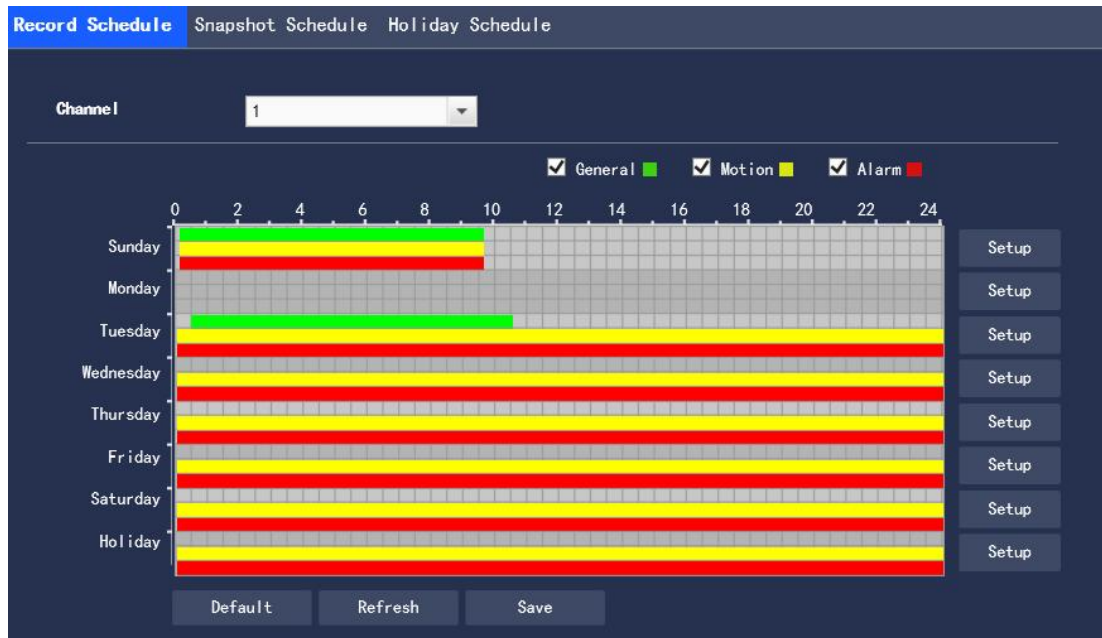 Record Schedule Snapshot Schedule Holiday Schedule
Channel 1
General Motion Alarm
0 2 4 6 8 10 12 14 16 18 20 22 24
Sunday Setup
Monday Setup
Tuesday Setup
Wednesday Setup
Thursday Setup
Friday Setup
Saturday Setup
Holiday Setup
Default Refresh Save